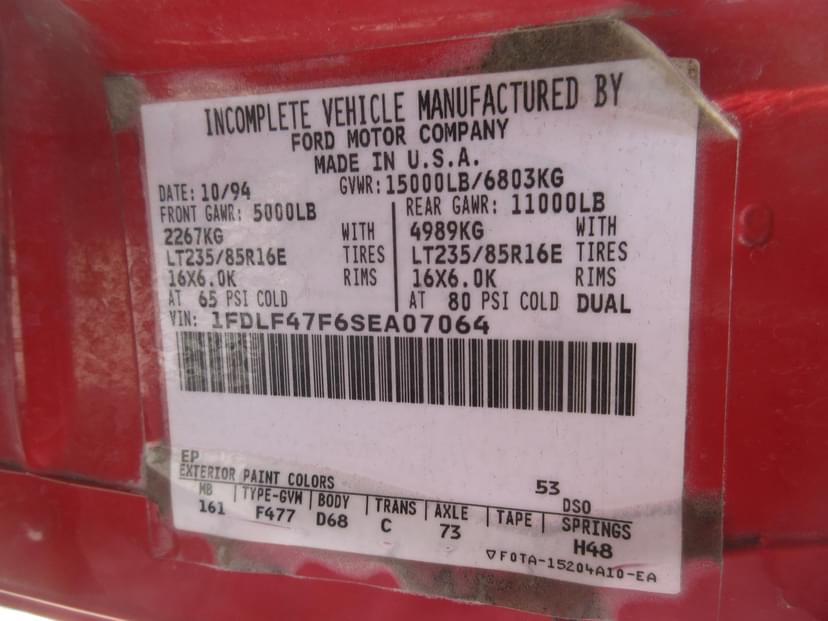 INCOMPLETE VEHICLE MANUFACTURED BY
FORD MOTOR COMPANY
MADE IN U.S.A.
DATE: 10/94 GVWR: 15000LB/6803KG
FRONT GAWR: 5000LB REAR GAWR: 11000LB
2267KG WITH 4989KG WITH
LT235/85R16E TIRES LT235/85R16E TIRES
16X6.0K RIMS 16X6.0K RIMS
AT 65 PSI COLD AT 80 PSI COLD DUAL
VIN: 1FDLF47F6SEA07064
EP
EXTERIOR PAINT COLORS 53 DSO
WB | TYPE-GVW | BODY | TRANS | AXLE | TAPE | SPRINGS
161 F477 D68 C 73 H48
▽F0TA-15204A10-EA